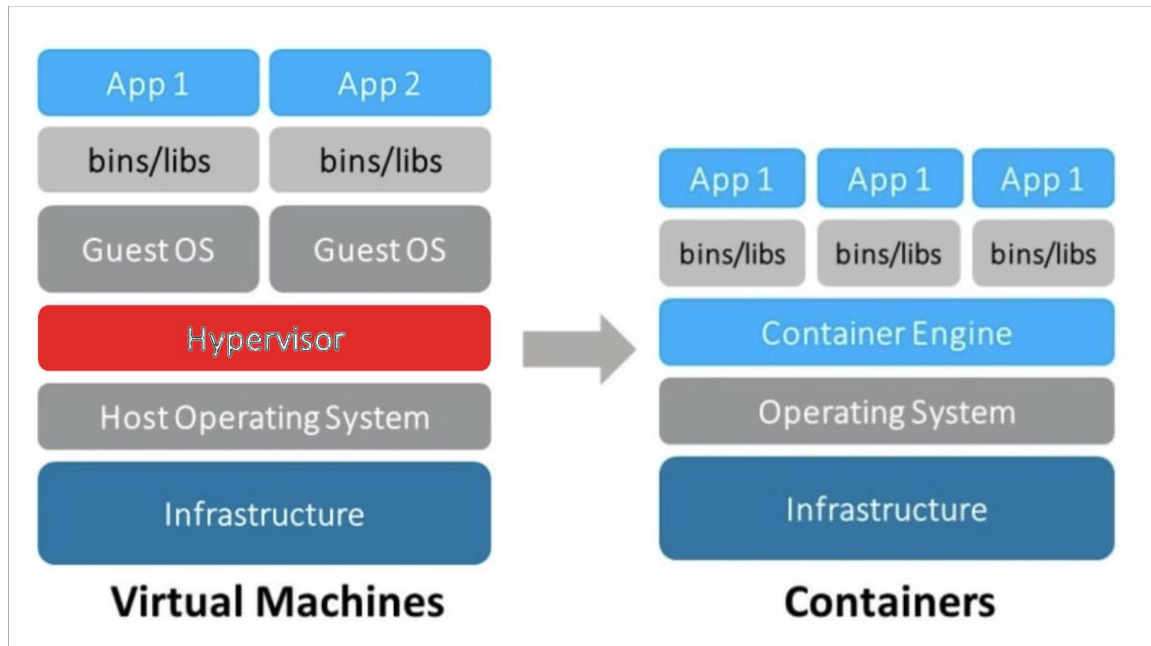 App 1
App 2
bins/libs
bins/libs
Guest OS
Guest OS
Hypervisor
Host Operating System
Infrastructure
Virtual Machines
App 1
App 1
App 1
bins/libs
bins/libs
bins/libs
Container Engine
Operating System
Infrastructure
Containers